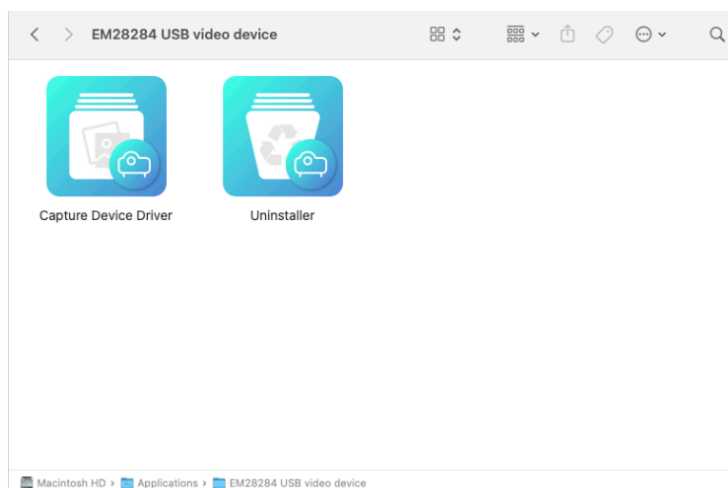 EM28284 USB video device
Capture Device Driver
Uninstaller
Macintosh HD › Applications › EM28284 USB video device